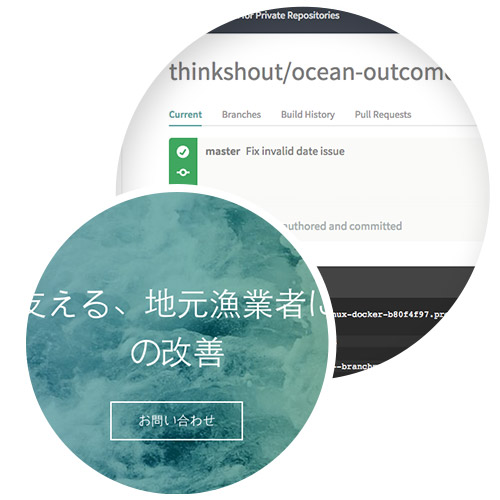 for Private Repositories
thinkshout/ocean-outcome
Current Branches Build History Pull Requests
master Fix invalid date issue
authored and committed
nux-docker-b80f4f97.pro
--branch
支える、地元漁業者に
の改善
お問い合わせ